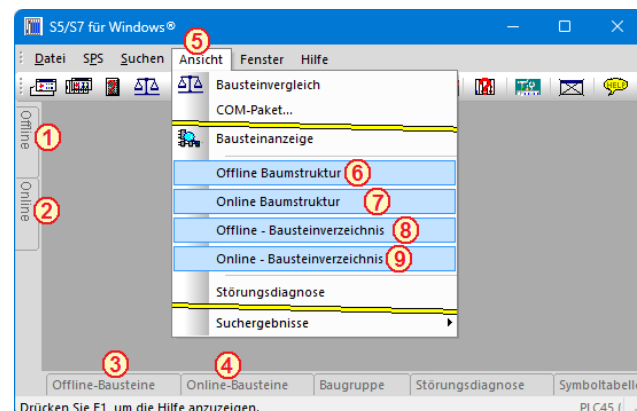 S5/S7 für Windows®
5
Datei SPS Suchen Ansicht Fenster Hilfe
HELP
Offline
1
Online
2
Bausteinvergleich
COM-Paket...
Bausteinanzeige
Offline Baumstruktur 6
Online Baumstruktur 7
Offline - Bausteinverzeichnis 8
Online - Bausteinverzeichnis 9
Störungsdiagnose
Suchergebnisse
3 4
Offline-Bausteine Online-Bausteine Baugruppe Störungsdiagnose Symboltabelle
Drücken Sie F1, um die Hilfe anzuzeigen. PLC45 (